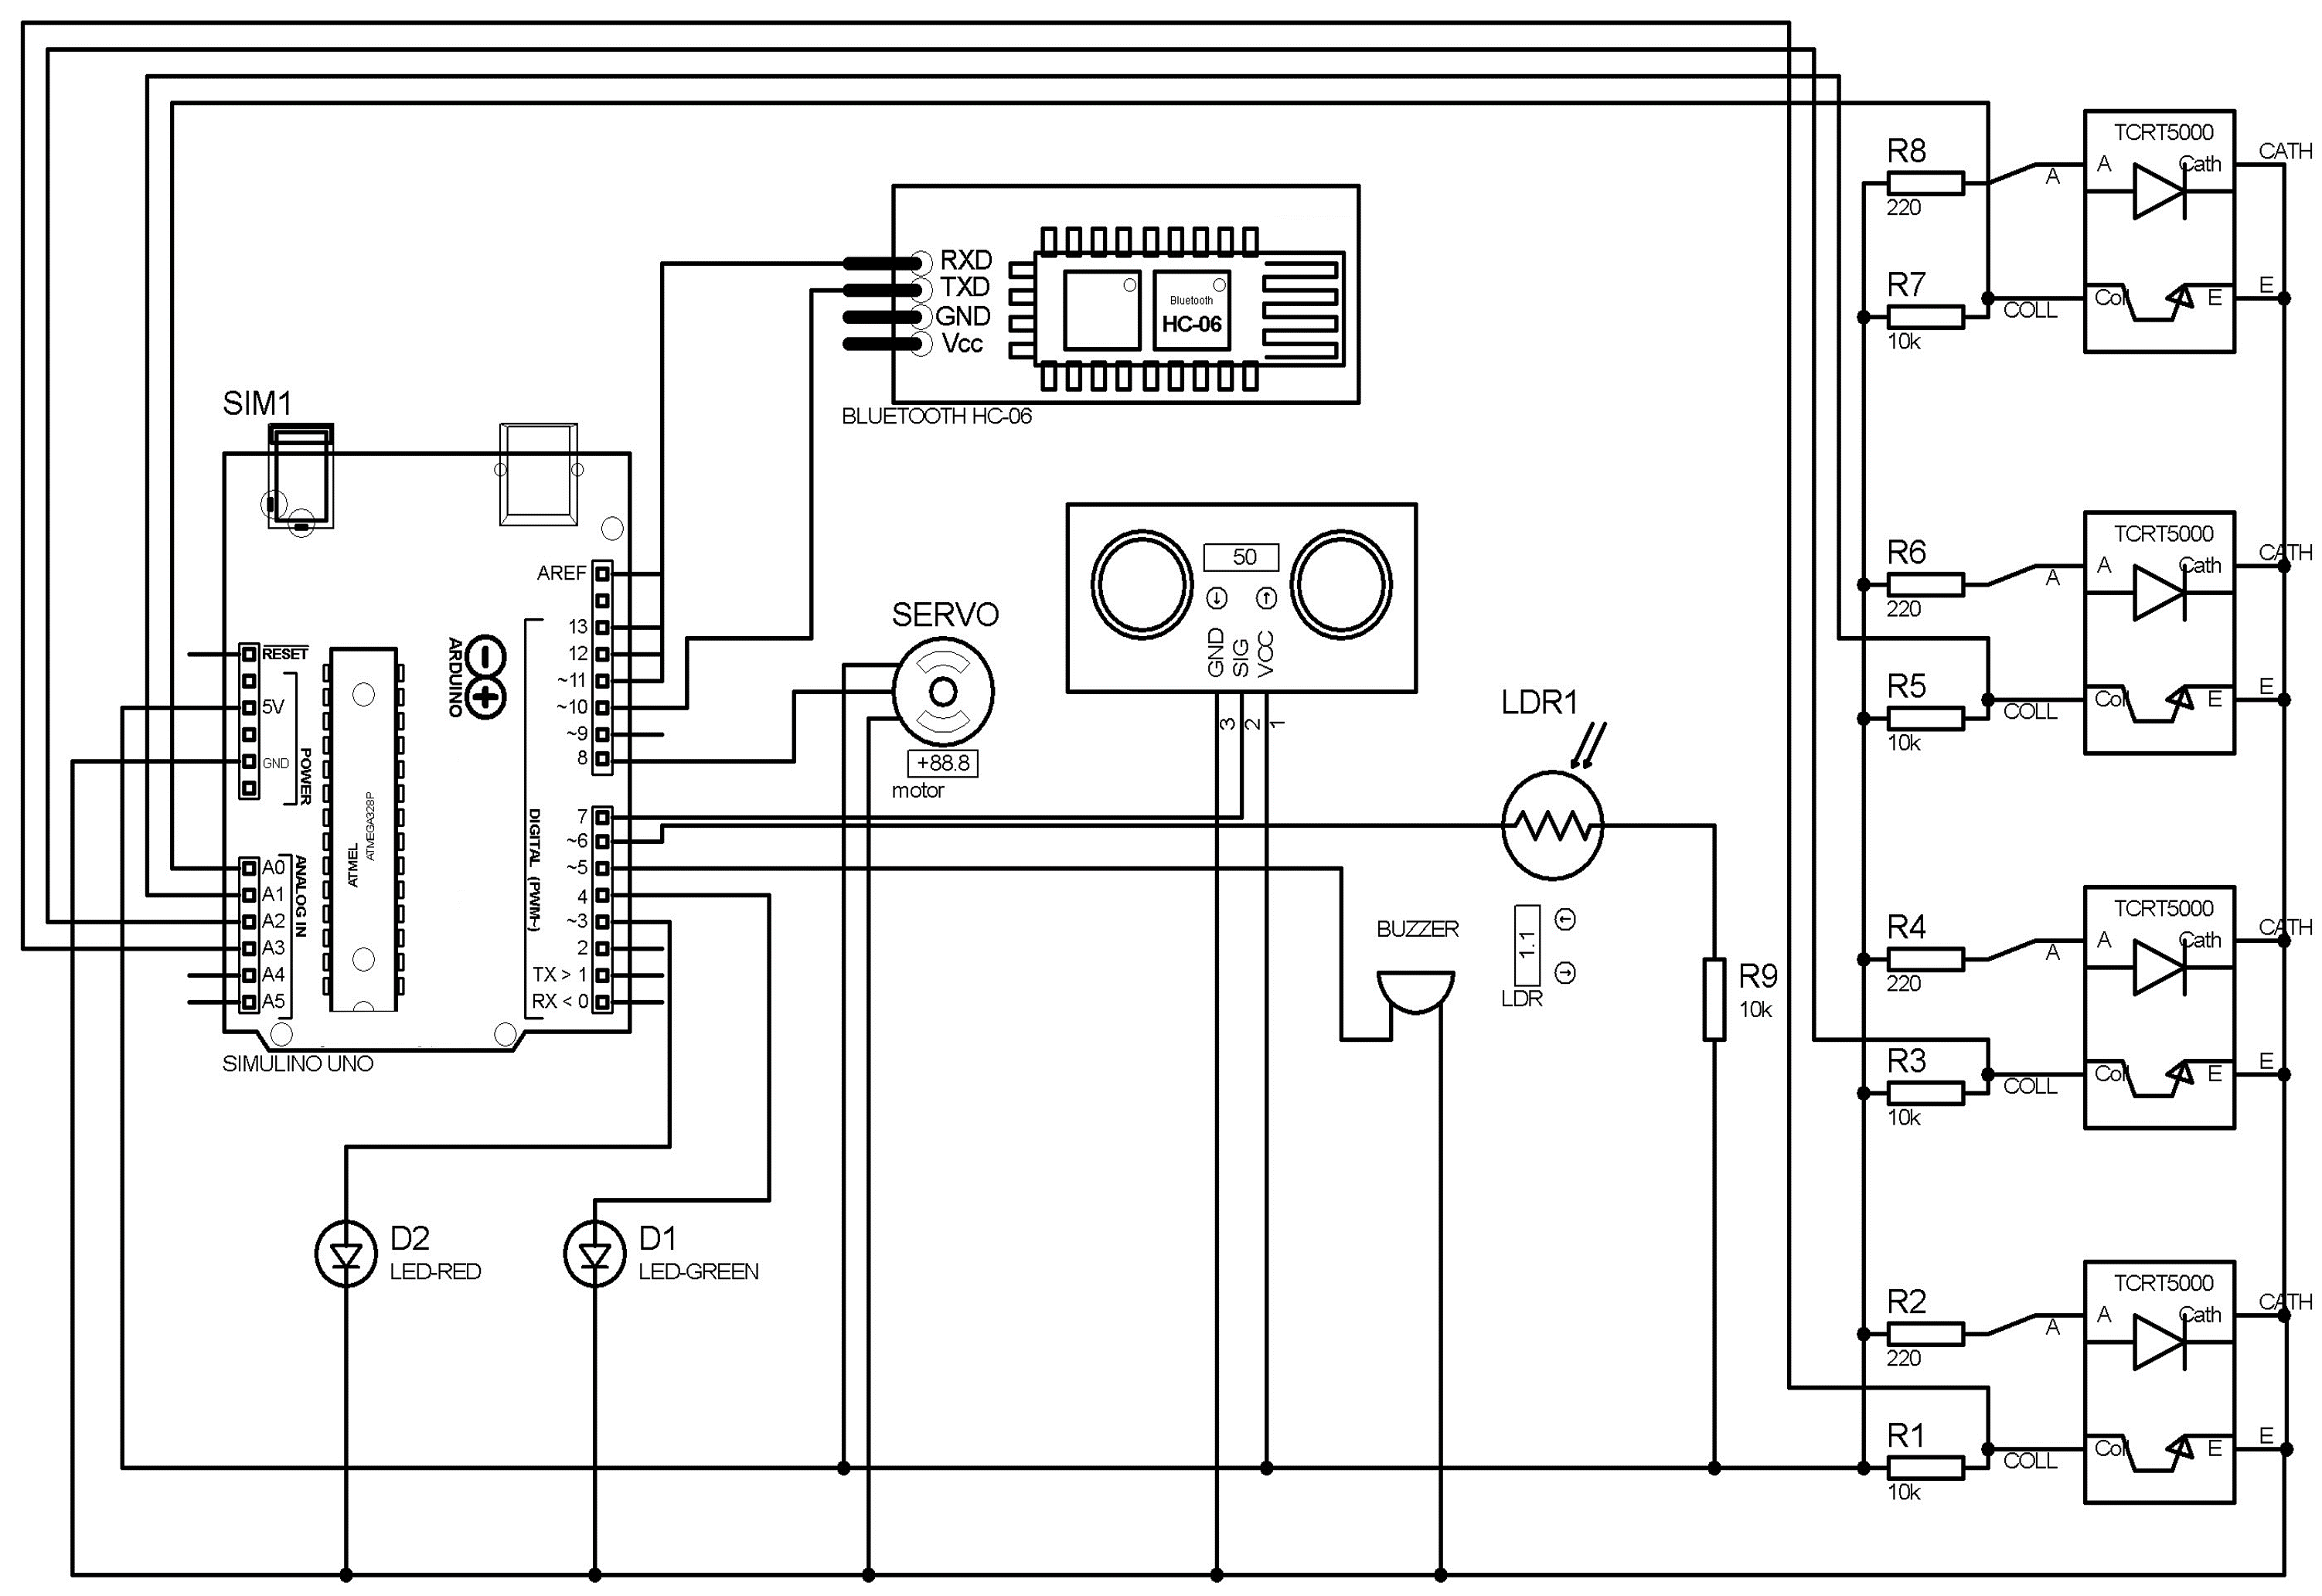 TCRT5000
CATH
R8
A
Cath
A
220
R7
E
Coll
E
COLL
10k
RXD
TXD
GND
Vcc
Bluetooth
HC-06
BLUETOOTH HC-06
SIM1
AREF
13
12
~11
~10
~9
8
7
~6
~5
4
~3
2
TX > 1
RX < 0
RESET
5V
GND
POWER
A0
A1
A2
A3
A4
A5
ANALOG IN
ARDUINO
DIGITAL (PWM~)
ATMEL
ATMEGA328P
SIMULINO UNO
SERVO
+88.8
motor
50
GND
SIG
VCC
3
2
1
LDR1
1.1
LDR
BUZZER
R9
10k
TCRT5000
CATH
R6
A
Cath
A
220
R5
E
Coll
E
COLL
10k
TCRT5000
CATH
R4
A
Cath
A
220
R3
E
Coll
E
COLL
10k
D2
LED-RED
D1
LED-GREEN
TCRT5000
CATH
R2
A
Cath
A
220
R1
E
Coll
E
COLL
10k